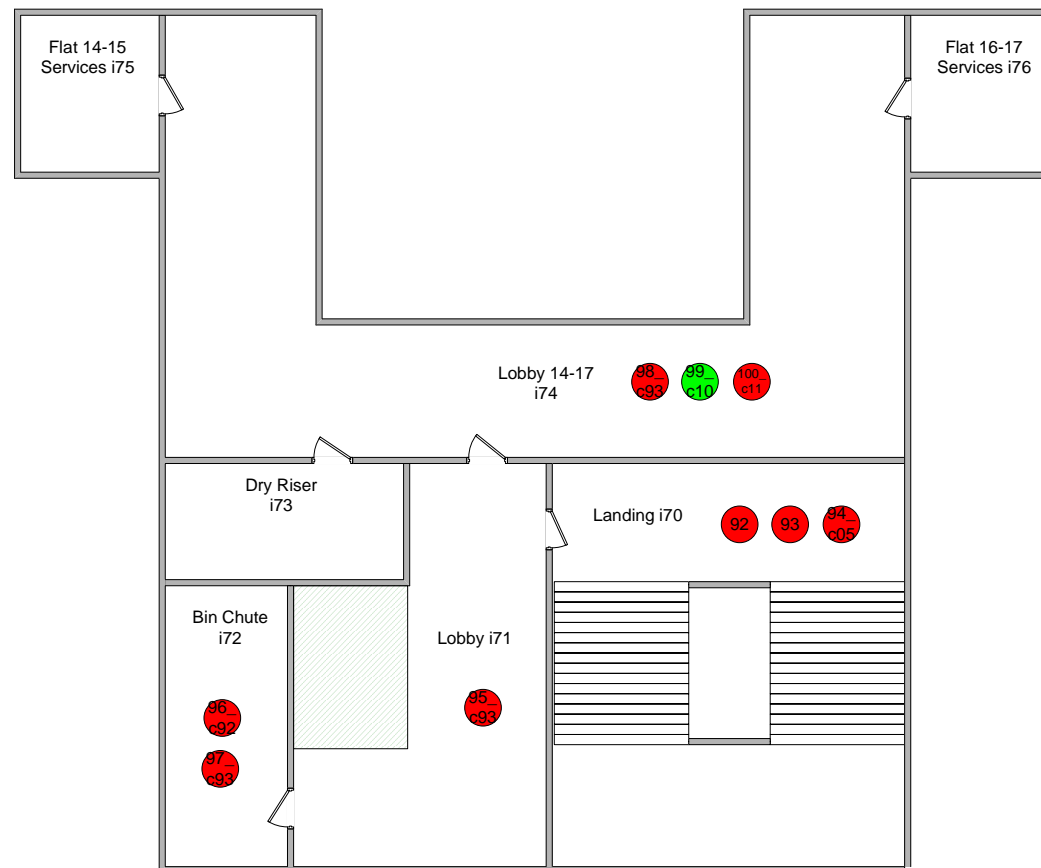 Flat 14-15
Services i75
Flat 16-17
Services i76
Lobby 14-17
i74
98_
c93
99_
c10
100_
c11
Dry Riser
i73
Landing i70
92
93
94_
c05
Bin Chute
i72
Lobby i71
95_
c93
96_
c92
97_
c93